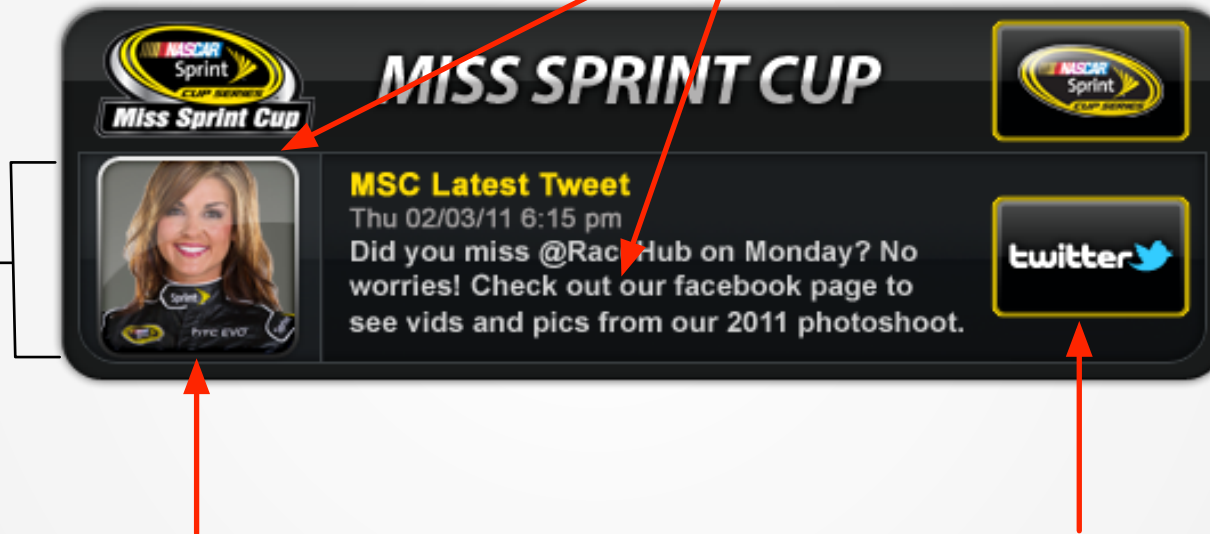 NASCAR
Sprint
CUP SERIES
Miss Sprint Cup
MISS SPRINT CUP
NASCAR
Sprint
CUP SERIES
MSC Latest Tweet
Thu 02/03/11 6:15 pm
Did you miss @RaceHub on Monday? No
worries! Check out our facebook page to
see vids and pics from our 2011 photoshoot.
twitter
Sprint
HTC EVO